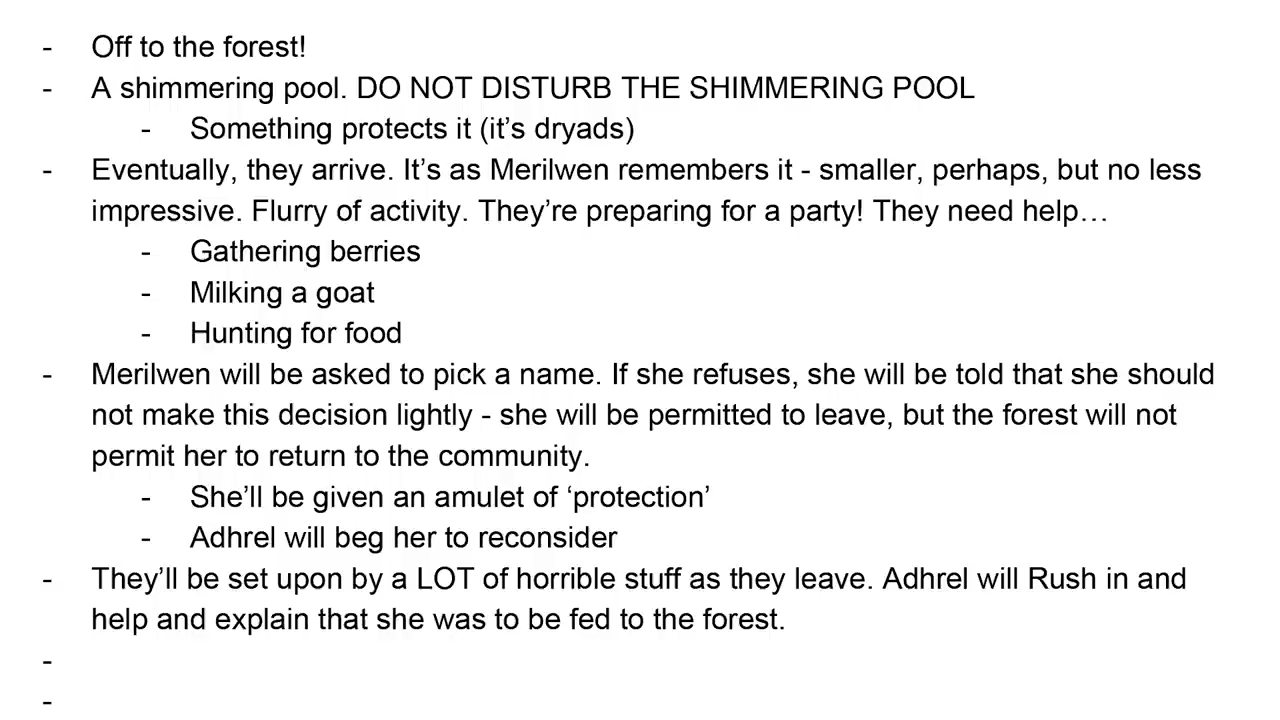 - Off to the forest!
- A shimmering pool. DO NOT DISTURB THE SHIMMERING POOL
- Something protects it (it’s dryads)
- Eventually, they arrive. It’s as Merilwen remembers it - smaller, perhaps, but no less
impressive. Flurry of activity. They’re preparing for a party! They need help…
- Gathering berries
- Milking a goat
- Hunting for food
- Merilwen will be asked to pick a name. If she refuses, she will be told that she should
not make this decision lightly - she will be permitted to leave, but the forest will not
permit her to return to the community.
- She’ll be given an amulet of ‘protection’
- Adhrel will beg her to reconsider
- They’ll be set upon by a LOT of horrible stuff as they leave. Adhrel will Rush in and
help and explain that she was to be fed to the forest.
-
-